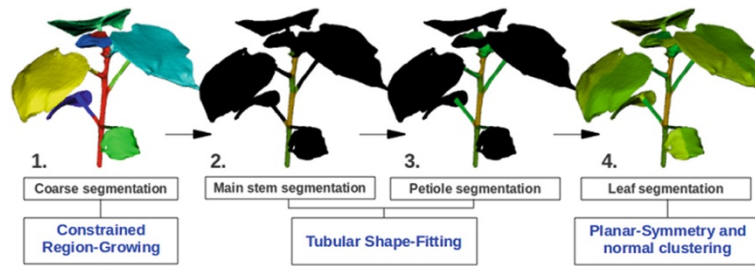 1.
2.
3.
4.
Coarse segmentation
Main stem segmentation
Petiole segmentation
Leaf segmentation
Constrained
Region-Growing
Tubular Shape-Fitting
Planar-Symmetry and
normal clustering